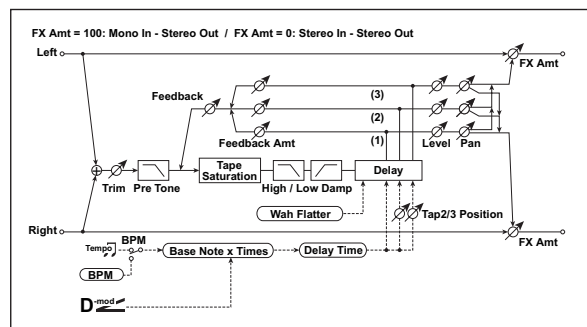 FX Amt = 100: Mono In - Stereo Out / FX Amt = 0: Stereo In - Stereo Out
Left
FX Amt
Feedback
(3)
(2)
(1)
Feedback Amt
Level
Pan
Trim
Pre Tone
Tape Saturation
High / Low Damp
Delay
Wah Flatter
Tap2/3 Position
Right
FX Amt
Tempo
BPM
BPM
Base Note x Times
Delay Time
D-mod